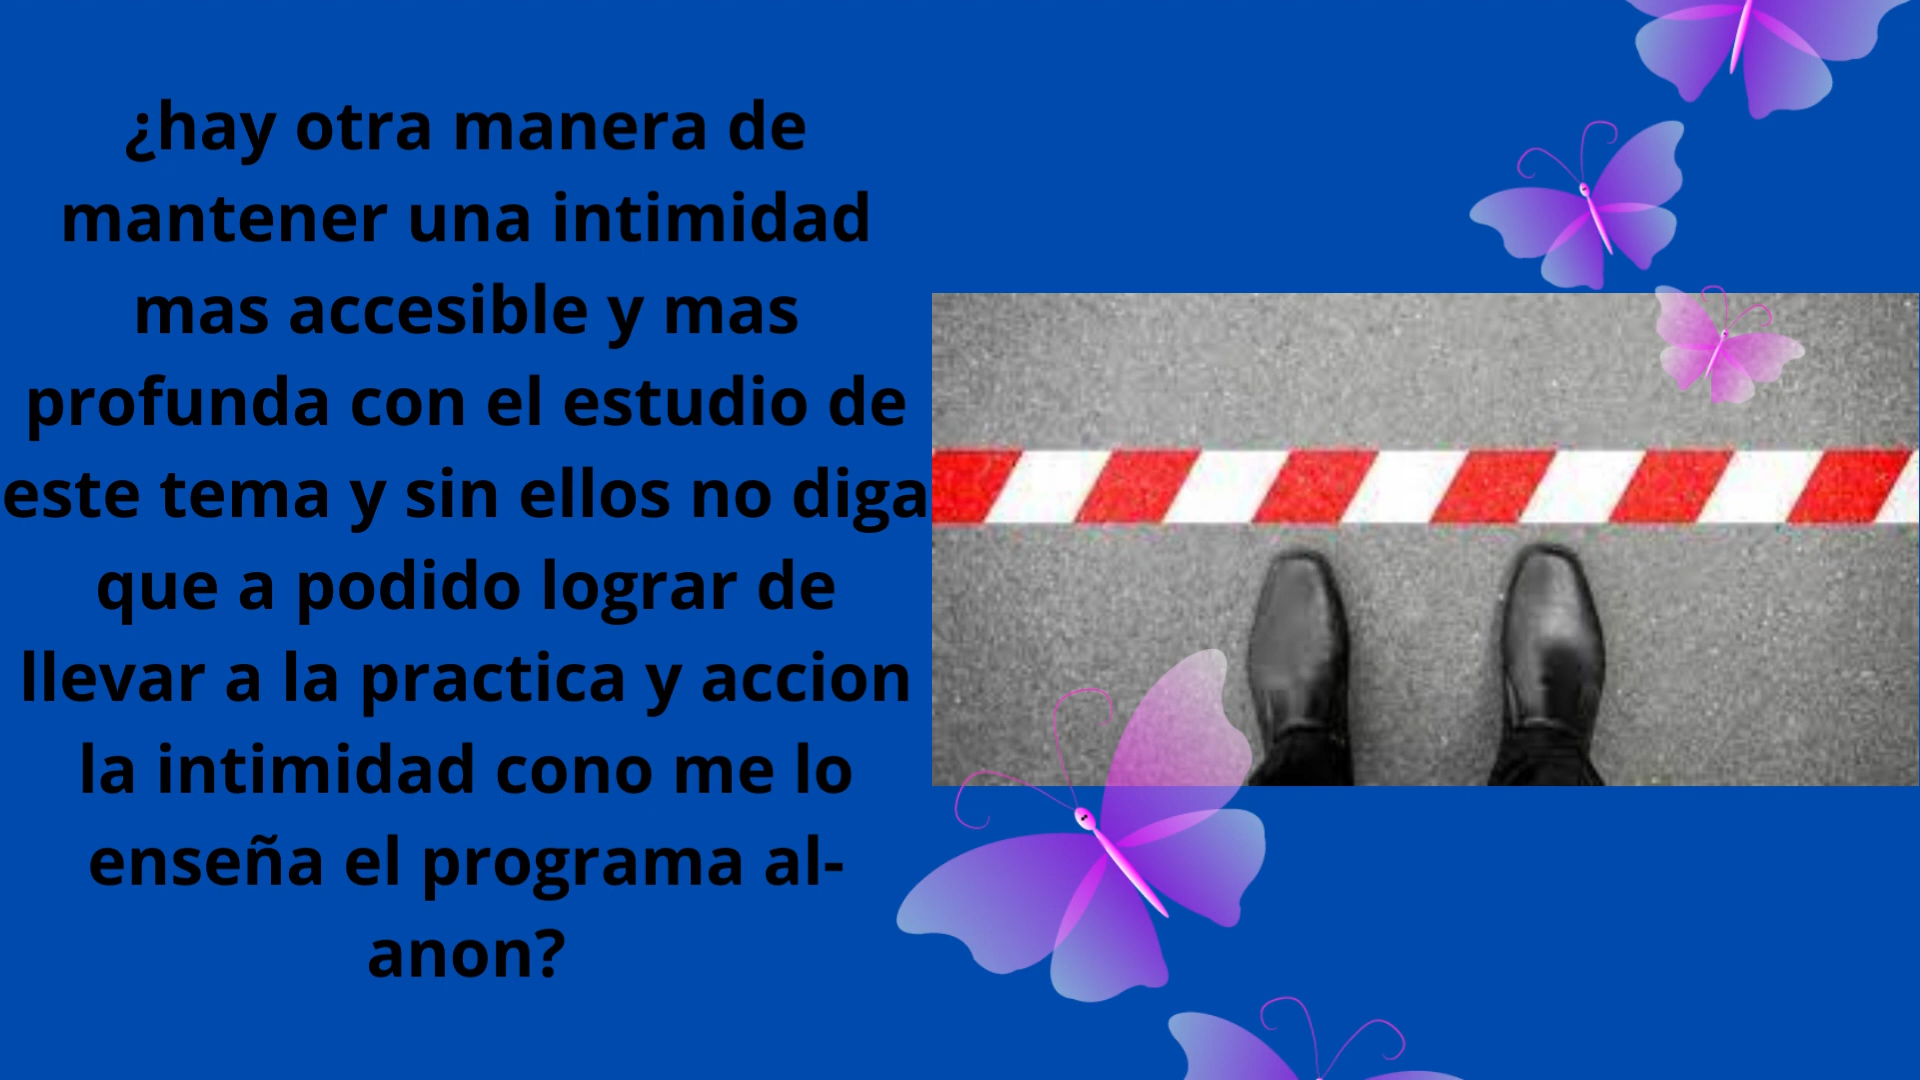 ¿hay otra manera de
mantener una intimidad
mas accesible y mas
profunda con el estudio de
este tema y sin ellos no diga
que a podido lograr de
llevar a la practica y accion
la intimidad cono me lo
enseña el programa al-
anon?